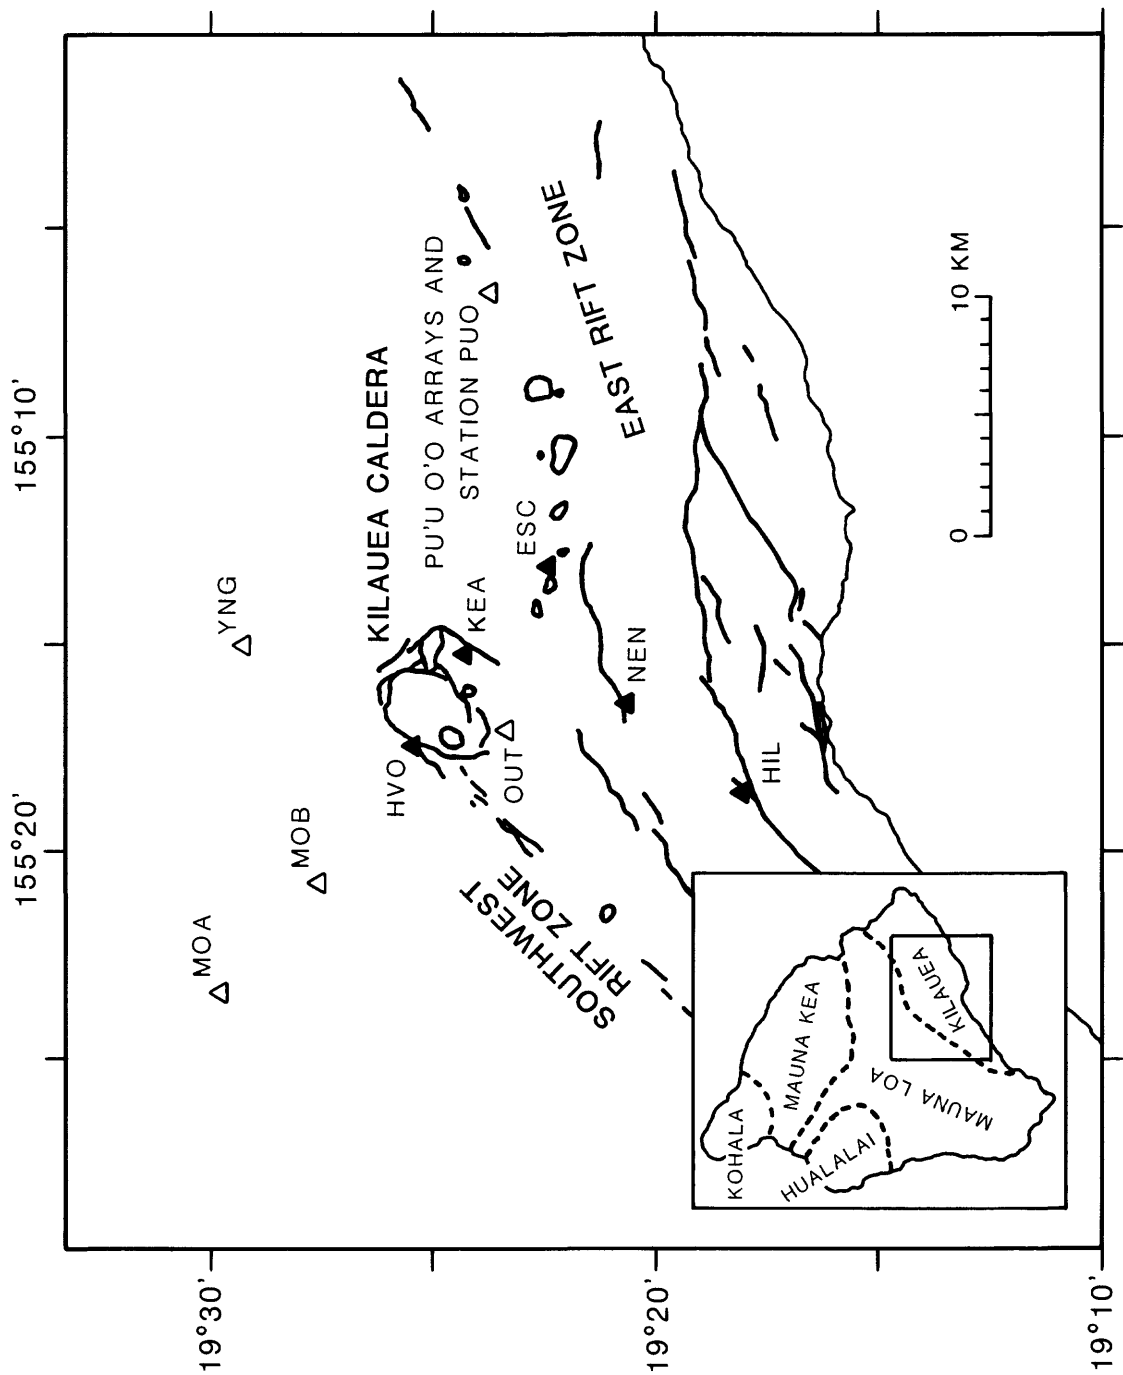 155°20'
155°10'
19°30'
19°20'
19°10'
MOA
MOB
YNG
KILAUEA CALDERA
PU'U O'O ARRAYS AND
STATION PUO
HVO
KEA
OUT
ESC
NEN
HIL
EAST RIFT ZONE
SOUTHWEST
RIFT ZONE
0
10 KM
KOHALA
MAUNA KEA
HUALALAI
MAUNA LOA
KILAUEA